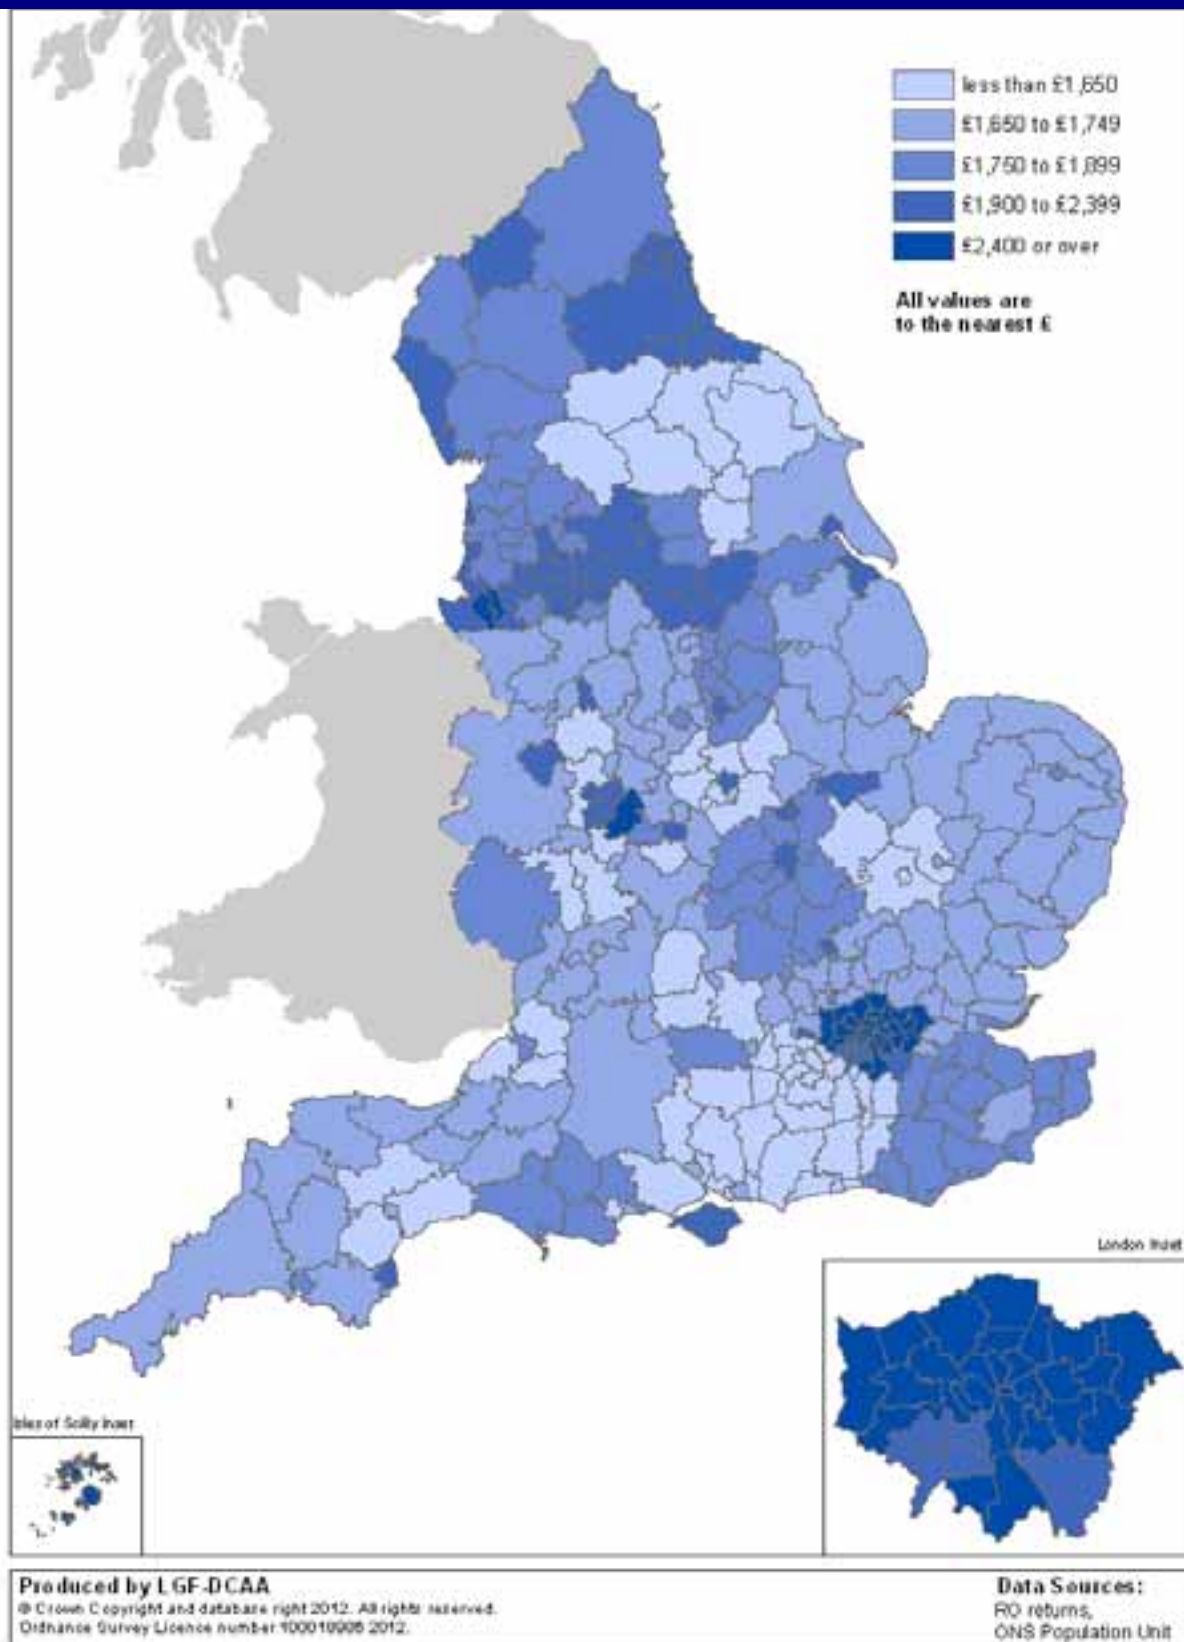 less than £1,650
£1,650 to £1,749
£1,750 to £1,899
£1,900 to £2,399
£2,400 or over
All values are
to the nearest £
London Inset
Isles of Scilly Inset
Produced by LGF-DCAA
© Crown Copyright and database right 2012. All rights reserved.
Ordnance Survey Licence number 100018986 2012.
Data Sources:
RO returns,
ONS Population Unit